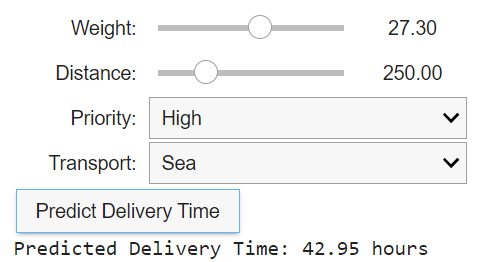 Weight: 27.30
Distance: 250.00
Priority: High
Transport: Sea
Predict Delivery Time
Predicted Delivery Time: 42.95 hours